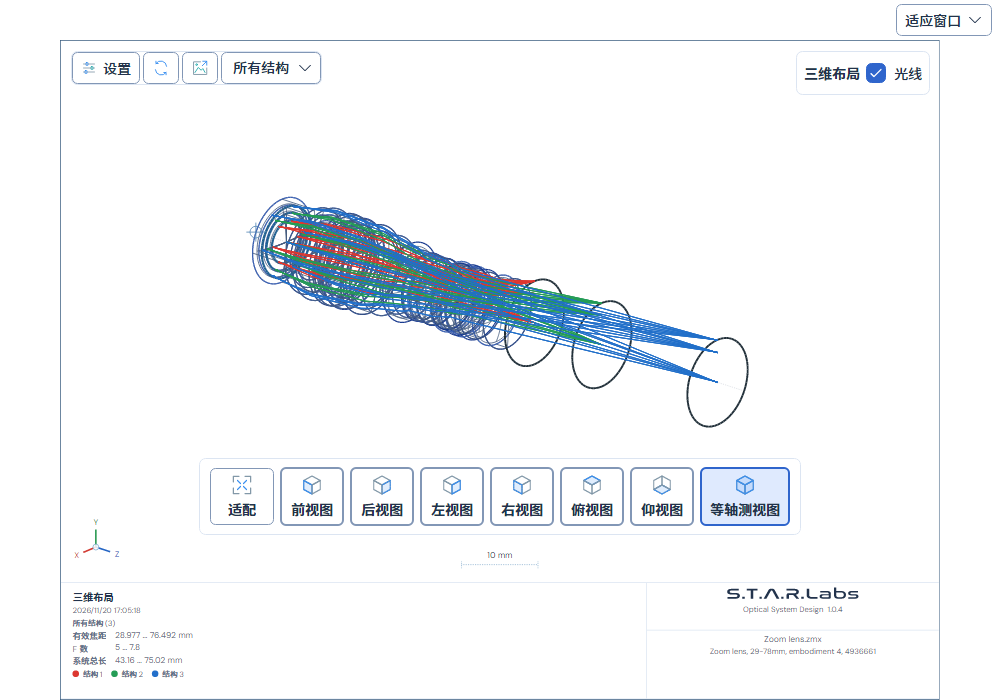 适应窗口
设置
所有结构
三维布局 光线
适配 前视图 后视图 左视图 右视图 俯视图 仰视图 等轴测视图
Y
X
Z
10 mm
三维布局
2026/11/20 17:05:18
所有结构 (3)
有效焦距 28.977 … 76.492 mm
F 数 5 … 7.8
系统总长 43.16 … 75.02 mm
结构 1 结构 2 结构 3
S.T.A.R.Labs
Optical System Design 1.0.4
Zoom lens.zmx
Zoom lens, 29-78mm, embodiment 4, 4936661